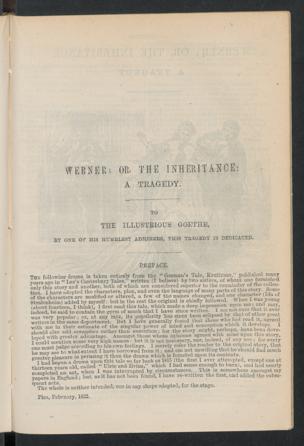 WERNER: OR, THE INHERITANCE:
A TRAGEDY.
TO
THE ILLUSTRIOUS GOETHE,
BY ONE OF HIS HUMBLEST ADMIRERS, THIS TRAGEDY IS DEDICATED.
PREFACE.
THE following drama is taken entirely from the "German's Tale, Kruitzner," published many
years ago in "Lee's Canterbury Tales," written (I believe) by two sisters, of whom one furnished
only this story and another, both of which are considered superior to the remainder of the collec-
tion. I have adopted the characters, plan, and even the language of many parts of this story. Some
of the characters are modified or altered, a few of the names changed, and one character
added by myself: but in the rest the original is chiefly followed. When I was young
(about fourteen, I think), I first read this tale, which made a deep impression upon me; and may,
indeed, be said to contain the germ of much that I have since written. I am not sure that it ever
was very popular; or, at any rate, its popularity has since been eclipsed by that of other great
writers in the same department. But I have generally found that those who had read it, agreed
with me in their estimate of the singular power of mind and conception which it develops. I
should also add conception, rather than execution; for the story might, perhaps, have been deve-
loped with greater advantage. Amongst those whose opinions agreed with mine upon this story,
I could mention some very high names: but it is not necessary, nor, indeed, of any use; for every
one must judge according to his own feelings. I merely refer the reader to the original story, that
he may see to what extent I have borrowed from it; and am not unwilling that he should find much
greater pleasure in perusing it than the drama which is founded upon its contents.
I had begun a drama upon this tale so far back as 1815 (the first I ever attempted, except one at
thirteen years old, called "Ulric and Ilvina," which I had sense enough to burn), and had nearly
completed an act, when I was interrupted by circumstances. This is somewhere amongst my
papers in England; but as it has not been found, I have re-written the first, and added the subse-
quent acts.
The whole is neither intended, nor in any shape adapted, for the stage.
Pisa, February, 1822.